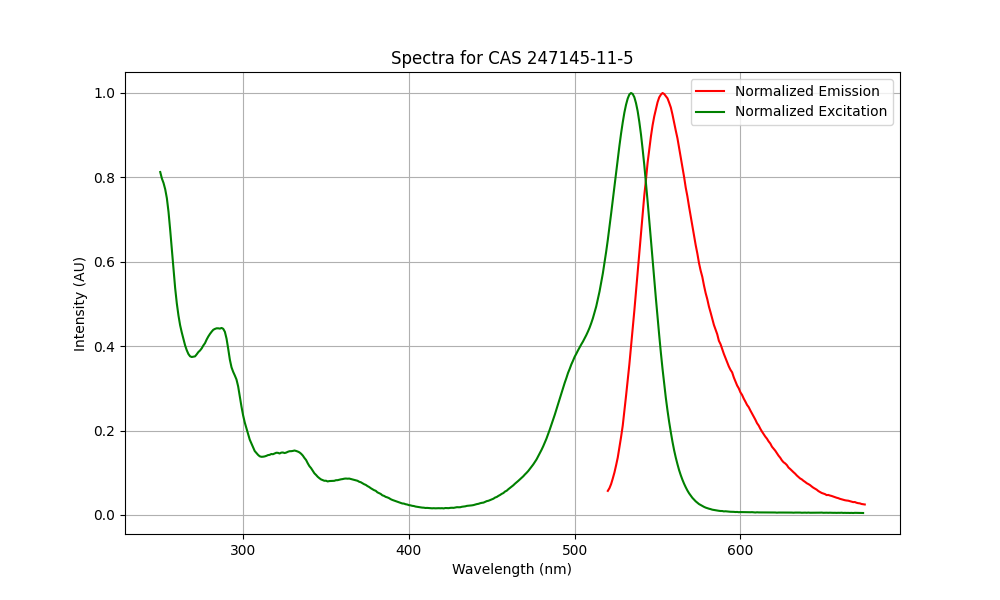 Spectra for CAS 247145-11-5
Normalized Emission
Normalized Excitation
1.0
0.8
0.6
0.4
0.2
0.0
Intensity (AU)
300
400
500
600
Wavelength (nm)